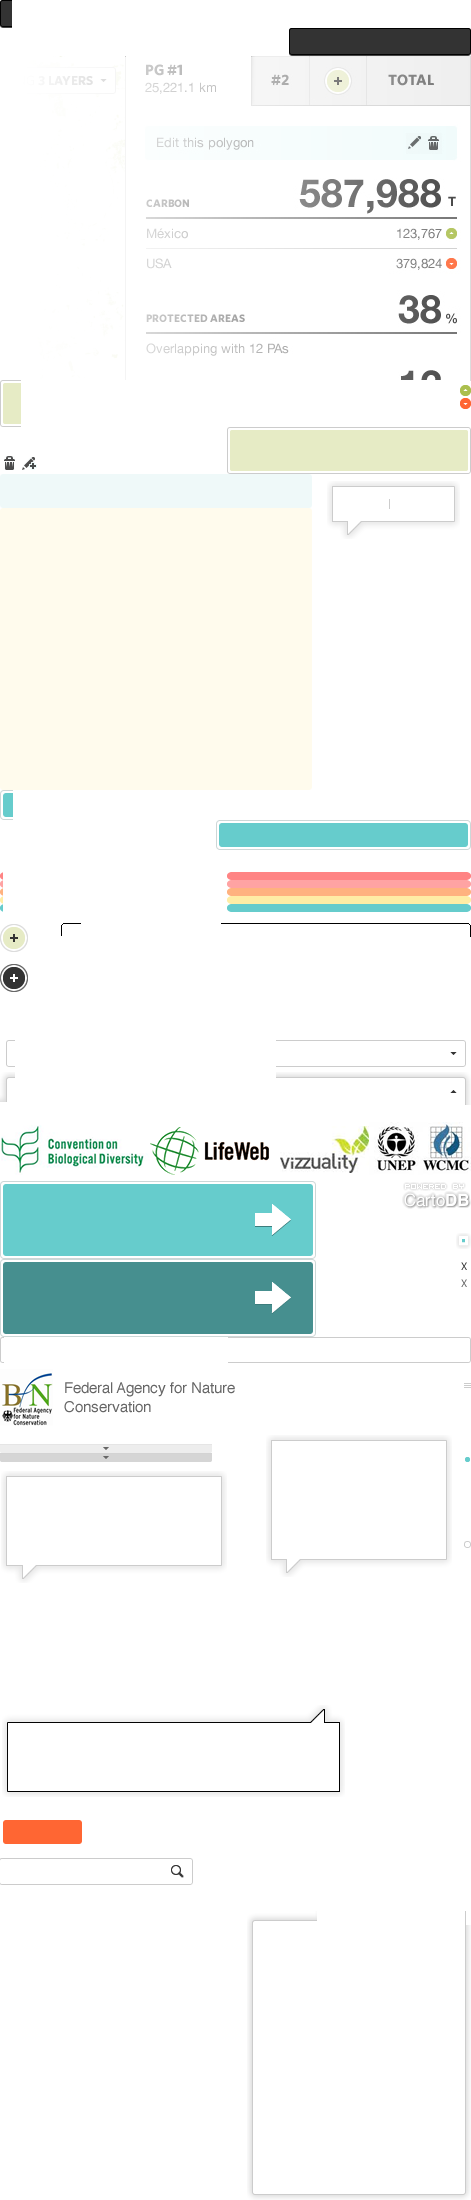 3 LAYERS
PG #1
25,221.1 km
#2
TOTAL
Edit this polygon
CARBON
587,988 T
México
123,767
USA
379,824
PROTECTED AREAS
38 %
Overlapping with 12 PAs
Convention on
Biological Diversity
LifeWeb
vizzuality
UNEP
WCMC
POWERED BY
CartoDB
X
X
BfN
Federal Agency
for Nature
Conservation
Federal Agency for Nature
Conservation